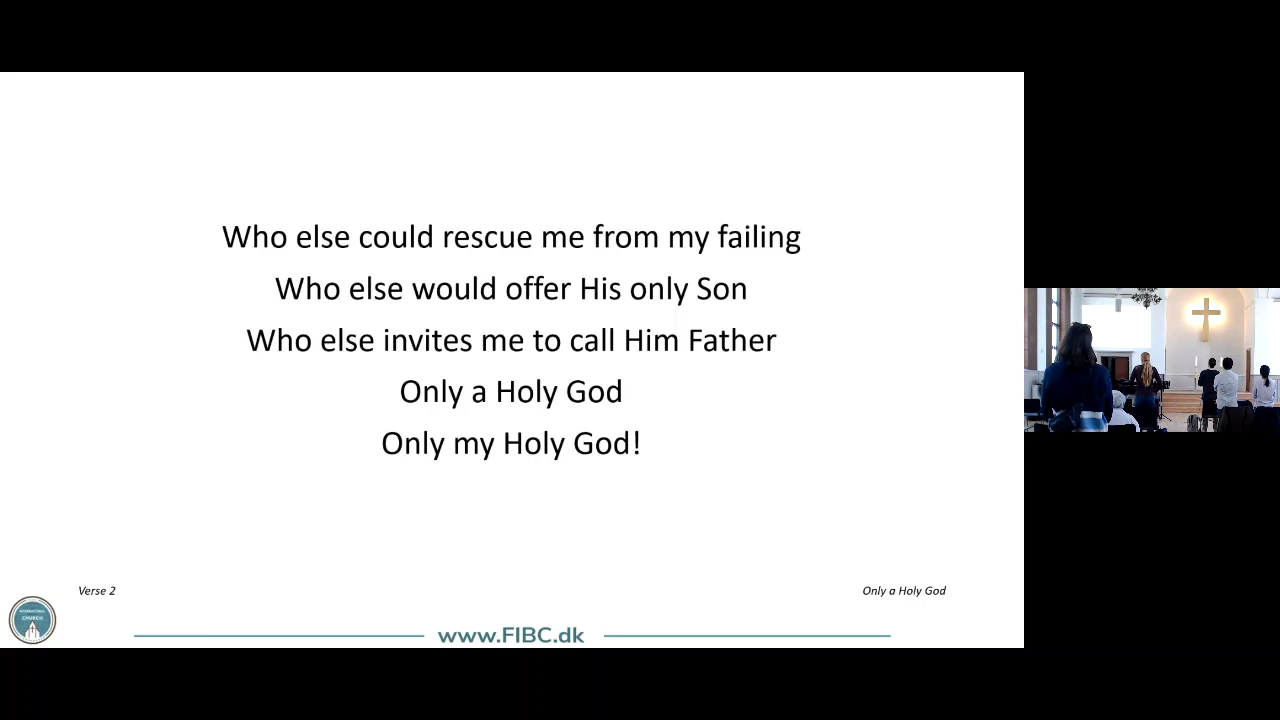 Who else could rescue me from my failing
Who else would offer His only Son
Who else invites me to call Him Father
Only a Holy God
Only my Holy God!
Verse 2
Only a Holy God
INTERNATIONAL
CHURCH
www.FIBC.dk